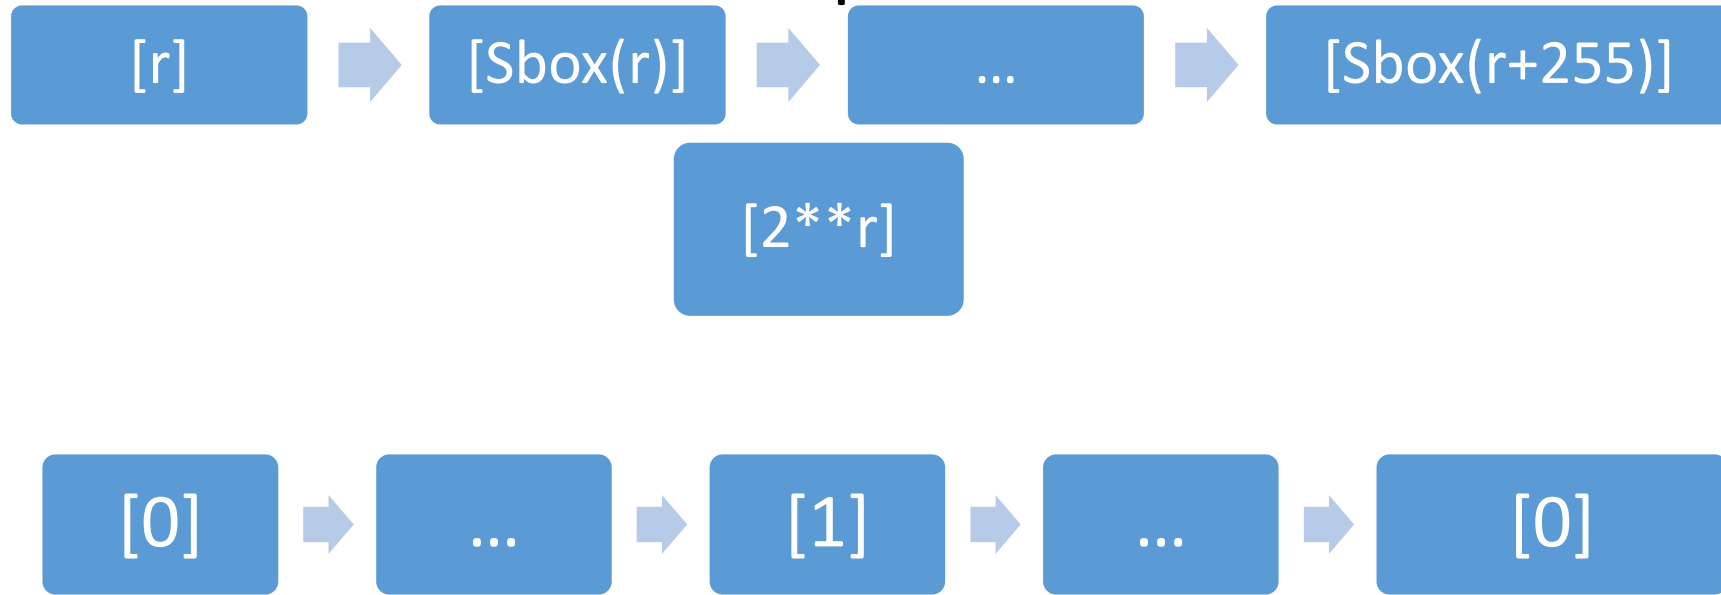 [r] [Sbox(r)] ... [Sbox(r+255)]
[2**r]
[0] ... [1] ... [0]